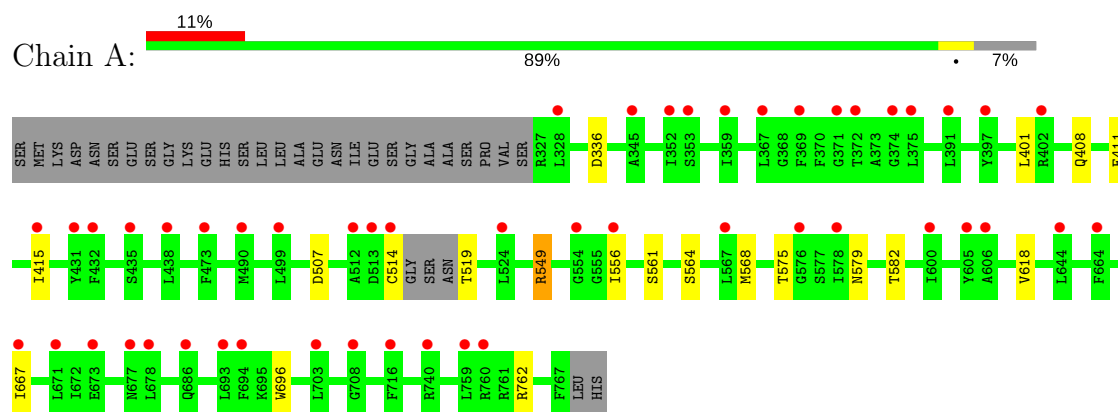 11%
Chain A:
89% • 7%
SER MET LYS ASP ASN SER GLU SER GLY LYS GLU HIS SER LEU LEU ALA GLU ASN ILE GLU SER GLY ALA ALA SER PRO VAL SER R327 L328 D336 A345 I352 S353 I359 L367 G368 F369 F370 G371 T372 A373 G374 L375 L391 Y397 L401 R402 Q408
I415 Y431 F432 S435 L438 F473 M490 L499 D507 A512 D513 C514 GLY SER ASN T519 L524 R549 G554 G555 I556 S561 S564 L567 M568 T575 G576 S577 I578 N579 T582 I600 Y605 A606 V618 L644 F664
I667 L671 I672 E673 N677 L678 Q686 L693 F694 K695 W696 L703 G708 F716 R740 L759 R760 R761 R762 F767 LEU HIS